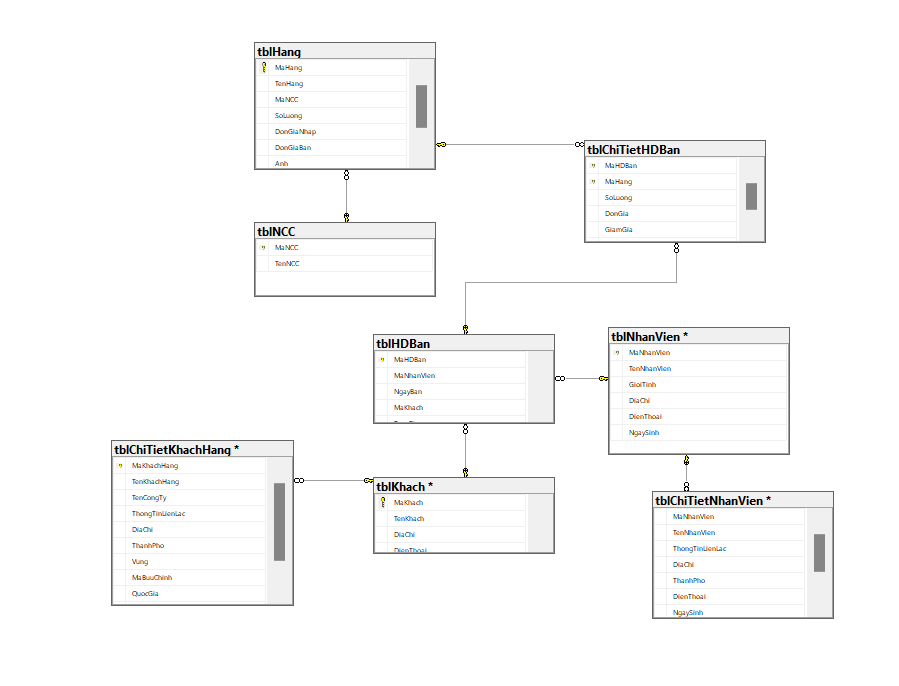 tblHang
MaHang
TenHang
MaNCC
SoLuong
DonGiaNhap
DonGiaBan
Anh
tblChiTietHDBan
MaHDBan
MaHang
SoLuong
DonGia
GiamGia
tblNCC
MaNCC
TenNCC
tblHDBan
MaHDBan
MaNhanVien
NgayBan
MaKhach
tblNhanVien *
MaNhanVien
TenNhanVien
GioiTinh
DiaChi
DienThoai
NgaySinh
tblChiTietKhachHang *
MaKhachHang
TenKhachHang
TenCongTy
ThongTinLienLac
DiaChi
ThanhPho
Vung
MaBuuChinh
QuocGia
tblKhach *
MaKhach
TenKhach
DiaChi
DienThoai
tblChiTietNhanVien *
MaNhanVien
TenNhanVien
ThongTinLienLac
DiaChi
ThanhPho
DienThoai
NgaySinh